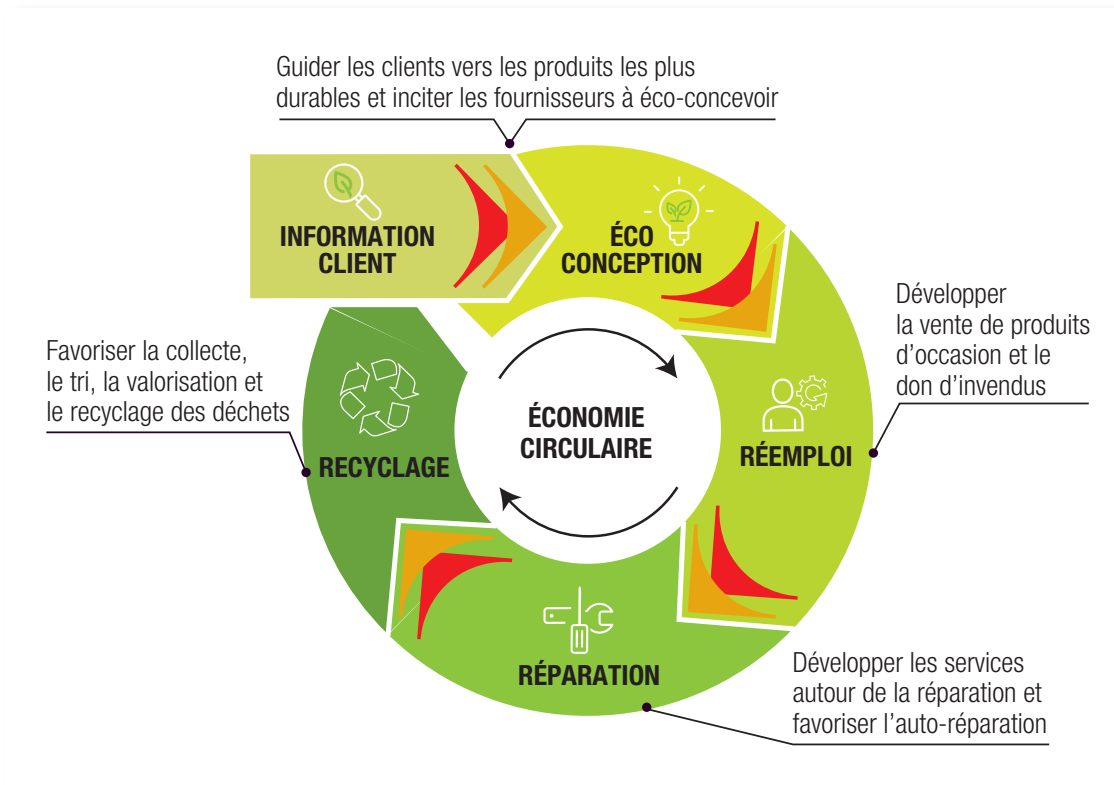 Guider les clients vers les produits les plus
durables et inciter les fournisseurs à éco-concevoir
INFORMATION
CLIENT
ÉCO
CONCEPTION
Développer
la vente de produits
d’occasion et le
don d’invendus
Favoriser la collecte,
le tri, la valorisation et
le recyclage des déchets
ÉCONOMIE
CIRCULAIRE
RÉEMPLOI
RECYCLAGE
RÉPARATION
Développer les services
autour de la réparation et
favoriser l’auto-réparation